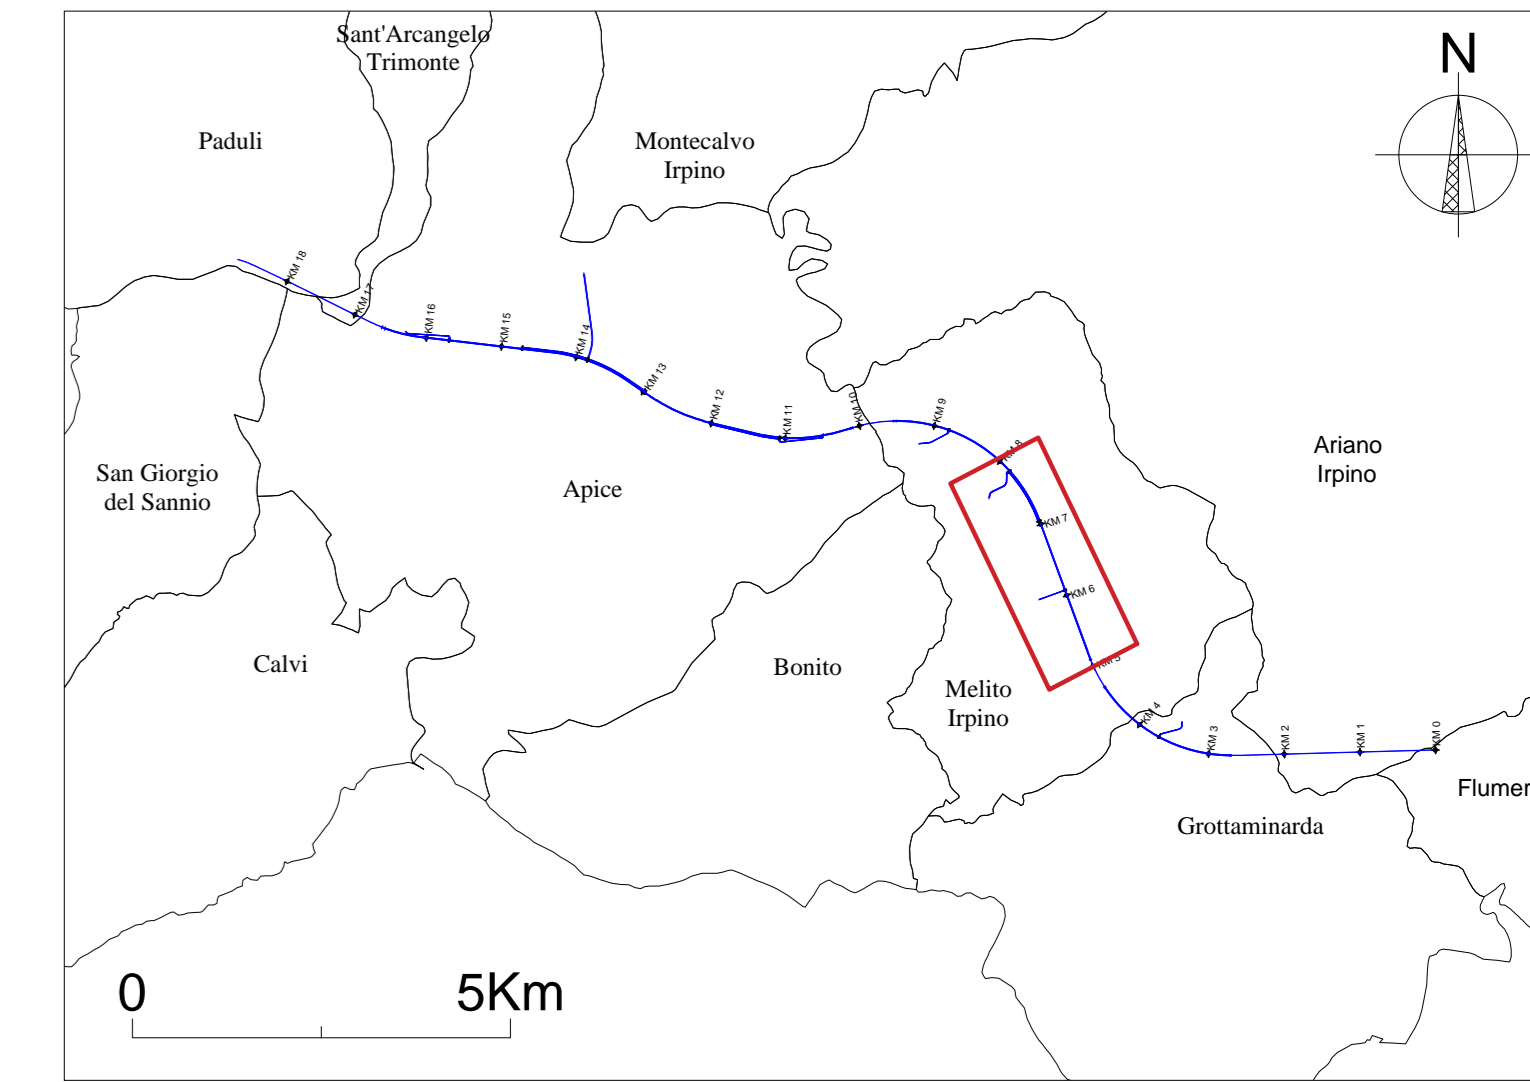 Sant'Arcangelo
Trimonte
N
Paduli
Montecalvo
Irpino
KM 18
KM 17
KM 16
KM 15
KM 14
KM 13
KM 12
KM 11
KM 10
KM 9
KM 8
Ariano
Irpino
San Giorgio
del Sannio
Apice
KM 7
KM 6
Calvi
Bonito
KM 5
Melito
Irpino
KM 4
KM 3
KM 2
KM 1
KM 0
Flumer
Grottaminarda
0
5Km